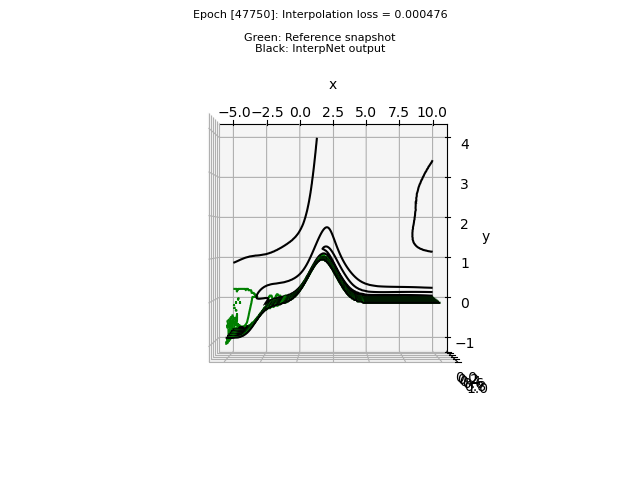 Epoch [47750]: Interpolation loss = 0.000476
Green: Reference snapshot
Black: InterpNet output
x
−5.0 −2.5 0.0 2.5 5.0 7.5 10.0
4
3
2
y
1
0
−1